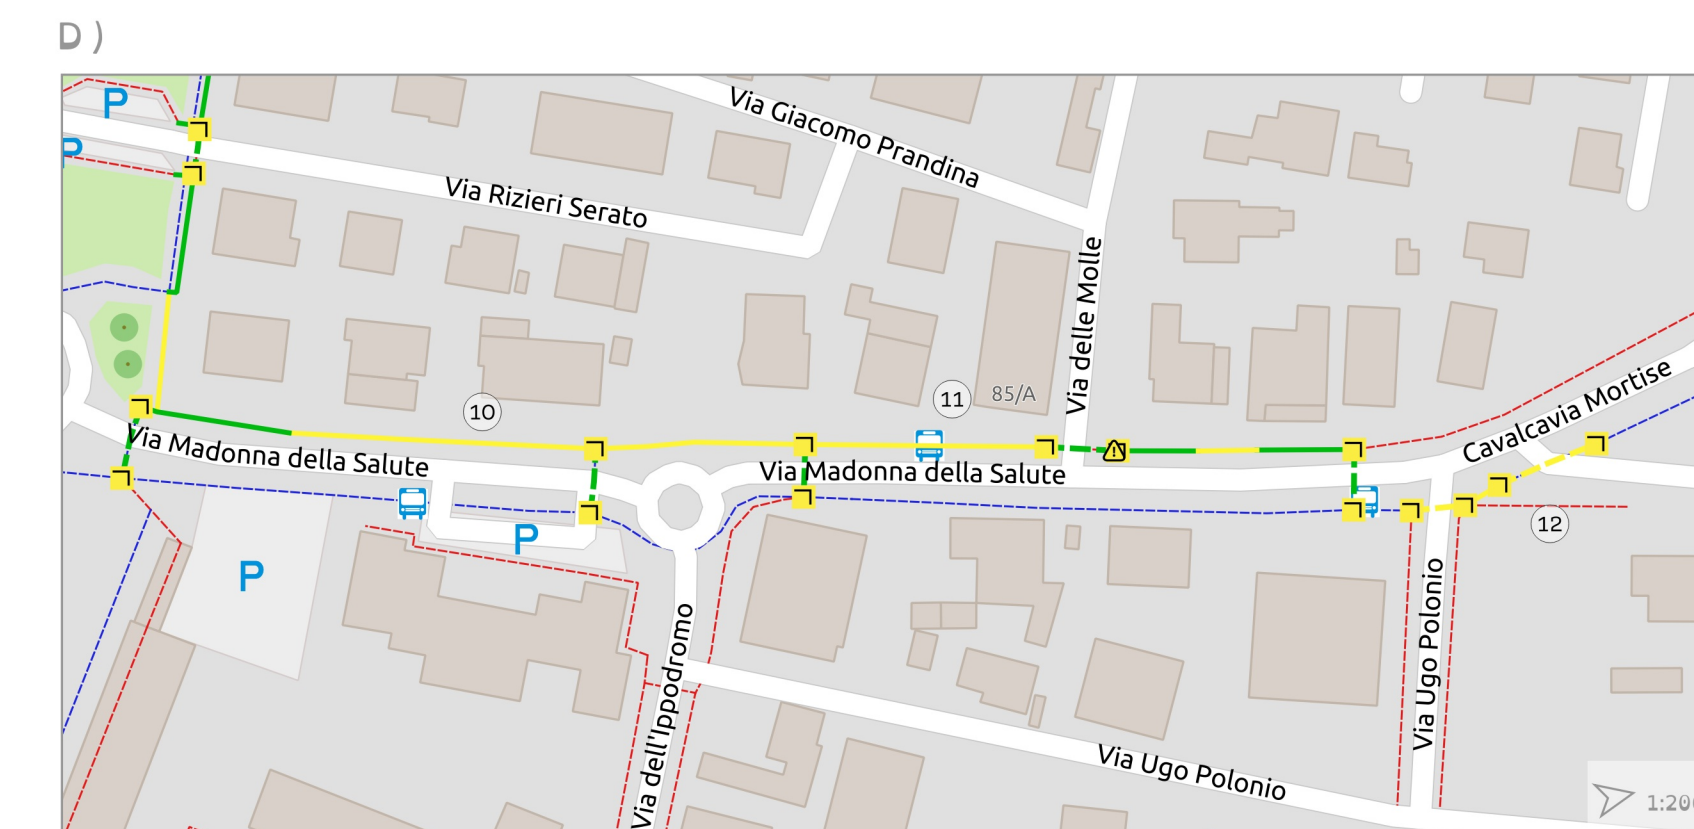 D )
P
P
Via Giacomo Prandina
Via Rizieri Serato
Via delle Molle
85/A
10
11
Cavalcavia Mortise
Via Madonna della Salute
Via Madonna della Salute
P
P
12
Via Ugo Polonio
Via dell'Ippodromo
Via Ugo Polonio